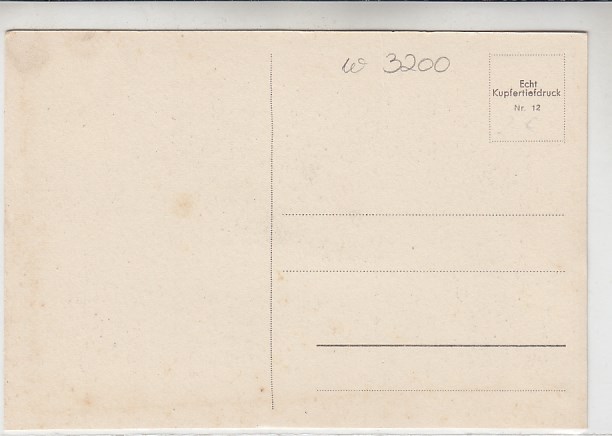 w 3200
Echt
Kupfertiefdruck
Nr. 12